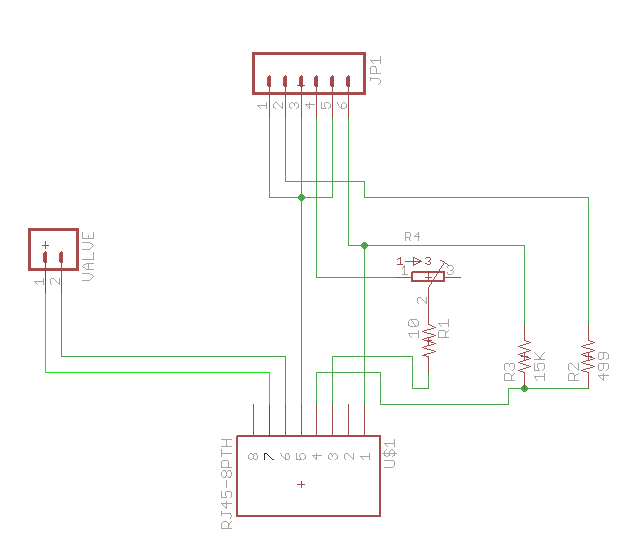 JP1
1 2 3 4 5 6
VALVE
1 2
R4
1 3
1 3
2
10
R1
R3
15K
R2
499
RJ45-8PTH
8 7 6 5 4 3 2 1
U$1